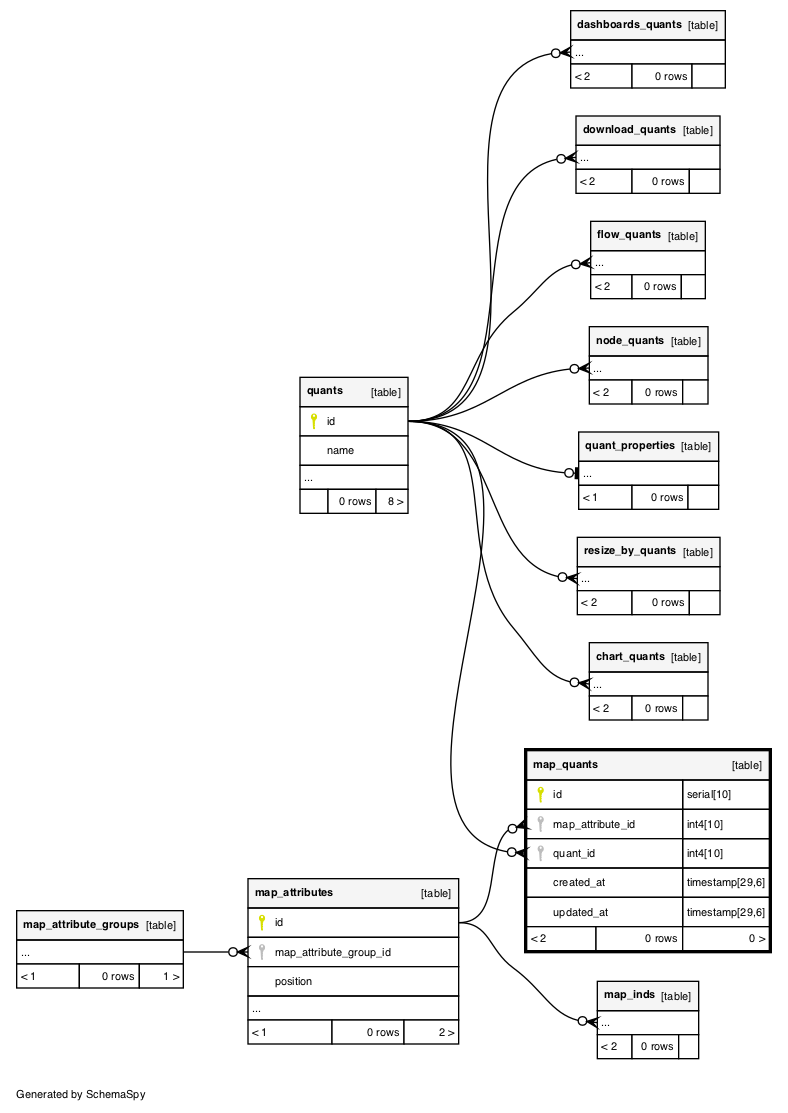 dashboards_quants [table]
...
< 2 0 rows
download_quants [table]
...
< 2 0 rows
flow_quants [table]
...
< 2 0 rows
node_quants [table]
...
< 2 0 rows
quants [table]
id
name
...
0 rows 8 >
quant_properties [table]
...
< 1 0 rows
resize_by_quants [table]
...
< 2 0 rows
chart_quants [table]
...
< 2 0 rows
map_quants [table]
id serial[10]
map_attribute_id int4[10]
quant_id int4[10]
created_at timestamp[29,6]
updated_at timestamp[29,6]
< 2 0 rows 0 >
map_attributes [table]
id
map_attribute_group_id
position
...
< 1 0 rows 2 >
map_attribute_groups [table]
...
< 1 0 rows 1 >
map_inds [table]
...
< 2 0 rows
Generated by SchemaSpy